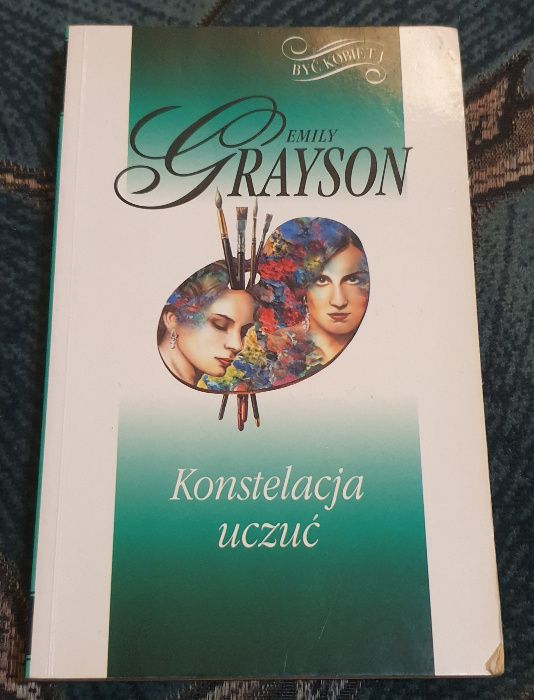 BYĆ KOBIETĄ
EMILY
GRAYSON
Konstelacja
uczuć